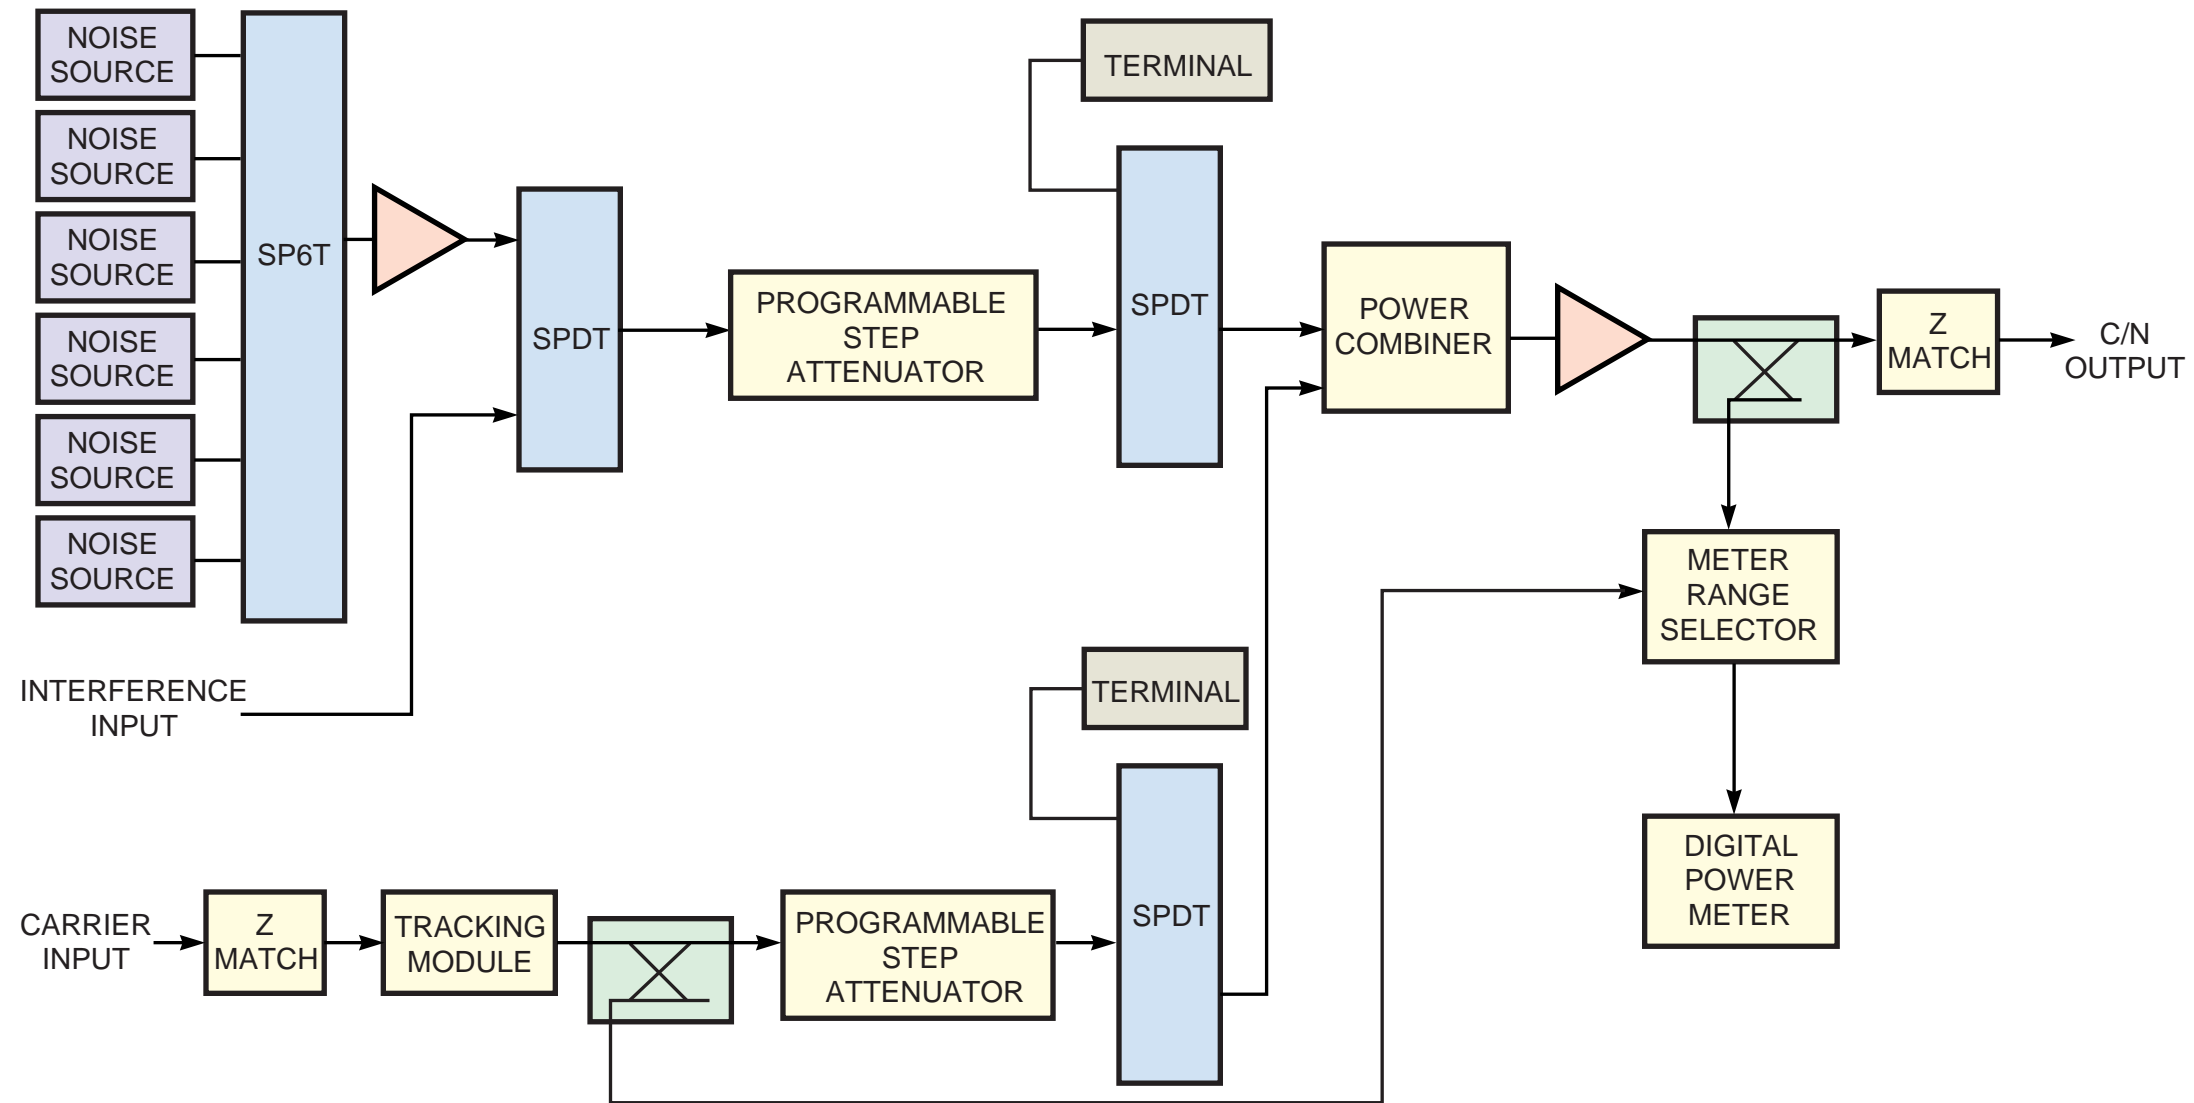 NOISE
SOURCE
NOISE
SOURCE
NOISE
SOURCE
NOISE
SOURCE
NOISE
SOURCE
NOISE
SOURCE
SP6T
INTERFERENCE
INPUT
SPDT
PROGRAMMABLE
STEP
ATTENUATOR
TERMINAL
SPDT
POWER
COMBINER
Z
MATCH
C/N
OUTPUT
METER
RANGE
SELECTOR
DIGITAL
POWER
METER
CARRIER
INPUT
Z
MATCH
TRACKING
MODULE
PROGRAMMABLE
STEP
ATTENUATOR
TERMINAL
SPDT